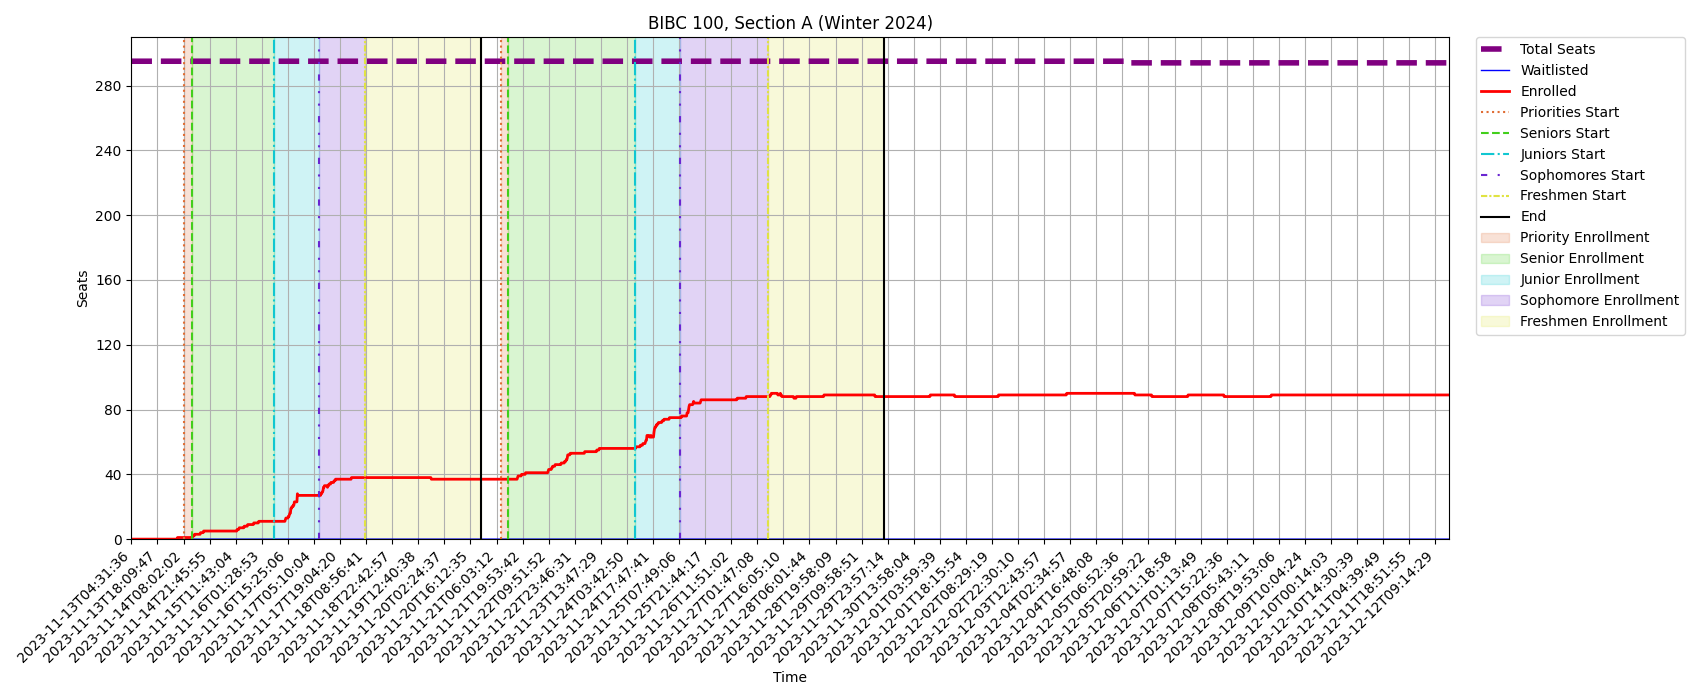 BIBC 100, Section A (Winter 2024)
Total Seats
Waitlisted
Enrolled
Priorities Start
Seniors Start
Juniors Start
Sophomores Start
Freshmen Start
End
Priority Enrollment
Senior Enrollment
Junior Enrollment
Sophomore Enrollment
Freshmen Enrollment
Seats
280
240
200
160
120
80
40
0
2023-11-13T04:31:36
2023-11-13T18:09:47
2023-11-14T08:02:02
2023-11-14T21:45:55
2023-11-15T11:43:04
2023-11-16T01:28:53
2023-11-16T15:25:06
2023-11-17T05:10:04
2023-11-17T19:04:20
2023-11-18T08:56:41
2023-11-18T22:42:57
2023-11-19T12:40:38
2023-11-20T02:24:37
2023-11-20T16:12:35
2023-11-21T06:03:12
2023-11-21T19:53:42
2023-11-22T09:51:52
2023-11-22T23:46:31
2023-11-23T13:47:29
2023-11-24T03:42:50
2023-11-24T17:47:41
2023-11-25T07:49:06
2023-11-25T21:44:17
2023-11-26T11:51:02
2023-11-27T01:47:08
2023-11-27T16:05:10
2023-11-28T06:01:44
2023-11-28T19:58:09
2023-11-29T09:58:51
2023-11-29T23:57:14
2023-11-30T13:58:04
2023-12-01T03:59:39
2023-12-01T18:15:54
2023-12-02T08:29:19
2023-12-02T22:30:10
2023-12-03T12:43:57
2023-12-04T02:34:57
2023-12-04T16:48:08
2023-12-05T06:52:36
2023-12-05T20:59:22
2023-12-06T11:18:58
2023-12-07T01:13:49
2023-12-07T15:22:36
2023-12-08T05:43:11
2023-12-08T19:53:06
2023-12-09T10:04:24
2023-12-10T00:14:03
2023-12-10T14:30:39
2023-12-11T04:39:49
2023-12-11T18:51:55
2023-12-12T09:14:29
Time